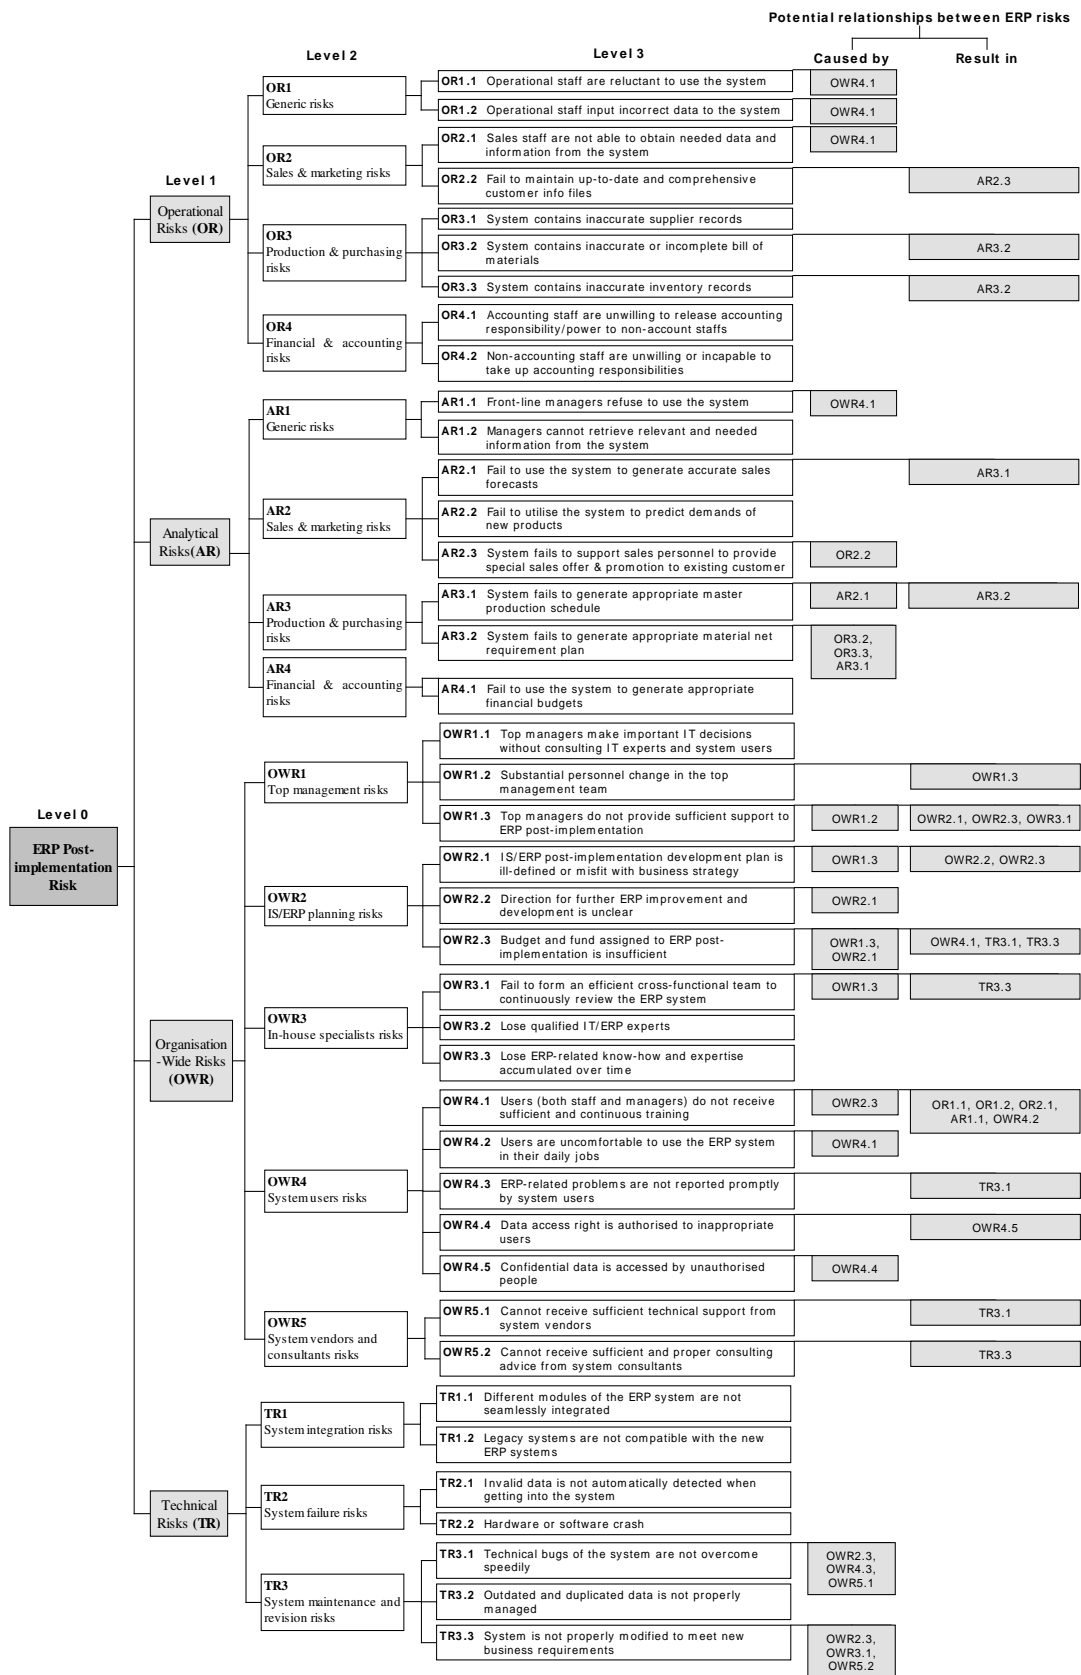 Potential relationships between ERP risks
Level 2
Level 3
Caused by
Result in
OR1
Generic risks
OR1.1 Operational staff are reluctant to use the system
OWR4.1
OR1.2 Operational staff input incorrect data to the system
OWR4.1
OR2
Sales & marketing risks
OR2.1 Sales staff are not able to obtain needed data and
information from the system
OWR4.1
Level 1
OR2.2 Fail to maintain up-to-date and comprehensive
customer info files
AR2.3
Operational
Risks (OR)
OR3
Production & purchasing
risks
OR3.1 System contains inaccurate supplier records
OR3.2 System contains inaccurate or incomplete bill of
materials
AR3.2
OR3.3 System contains inaccurate inventory records
AR3.2
OR4
Financial & accounting
risks
OR4.1 Accounting staff are unwilling to release accounting
responsibility/power to non-account staffs
OR4.2 Non-accounting staff are unwilling or incapable to
take up accounting responsibilities
AR1
Generic risks
AR1.1 Front-line managers refuse to use the system
OWR4.1
AR1.2 Managers cannot retrieve relevant and needed
information from the system
AR2.1 Fail to use the system to generate accurate sales
forecasts
AR3.1
Analytical
Risks(AR)
AR2
Sales & marketing risks
AR2.2 Fail to utilise the system to predict demands of
new products
AR2.3 System fails to support sales personnel to provide
special sales offer & promotion to existing customer
OR2.2
AR3
Production & purchasing
risks
AR3.1 System fails to generate appropriate master
production schedule
AR2.1
AR3.2
AR3.2 System fails to generate appropriate material net
requirement plan
OR3.2,
OR3.3,
AR3.1
AR4
Financial & accounting
risks
AR4.1 Fail to use the system to generate appropriate
financial budgets
OWR1.1 Top managers make important IT decisions
without consulting IT experts and system users
OWR1
Top management risks
OWR1.2 Substantial personnel change in the top
management team
OWR1.3
OWR1.3 Top managers do not provide sufficient support to
ERP post-implementation
OWR1.2
OWR2.1, OWR2.3, OWR3.1
Level 0
ERP Post-
implementation
Risk
OWR2
IS/ERP planning risks
OWR2.1 IS/ERP post-implementation development plan is
ill-defined or misfit with business strategy
OWR1.3
OWR2.2, OWR2.3
OWR2.2 Direction for further ERP improvement and
development is unclear
OWR2.1
OWR2.3 Budget and fund assigned to ERP post-
implementation is insufficient
OWR1.3,
OWR2.1
OWR4.1, TR3.1, TR3.3
Organisation
-Wide Risks
(OWR)
OWR3
In-house specialists risks
OWR3.1 Fail to form an efficient cross-functional team to
continuously review the ERP system
OWR1.3
TR3.3
OWR3.2 Lose qualified IT/ERP experts
OWR3.3 Lose ERP-related know-how and expertise
accumulated over time
OWR4
System users risks
OWR4.1 Users (both staff and managers) do not receive
sufficient and continuous training
OWR2.3
OR1.1, OR1.2, OR2.1,
AR1.1, OWR4.2
OWR4.2 Users are uncomfortable to use the ERP system
in their daily jobs
OWR4.1
OWR4.3 ERP-related problems are not reported promptly
by system users
TR3.1
OWR4.4 Data access right is authorised to inappropriate
users
OWR4.5
OWR4.5 Confidential data is accessed by unauthorised
people
OWR4.4
OWR5
System vendors and
consultants risks
OWR5.1 Cannot receive sufficient technical support from
system vendors
TR3.1
OWR5.2 Cannot receive sufficient and proper consulting
advice from system consultants
TR3.3
TR1
System integration risks
TR1.1 Different modules of the ERP system are not
seamlessly integrated
TR1.2 Legacy systems are not compatible with the new
ERP systems
Technical
Risks (TR)
TR2
System failure risks
TR2.1 Invalid data is not automatically detected when
getting into the system
TR2.2 Hardware or software crash
TR3
System maintenance and
revision risks
TR3.1 Technical bugs of the system are not overcome
speedily
OWR2.3,
OWR4.3,
OWR5.1
TR3.2 Outdated and duplicated data is not properly
managed
TR3.3 System is not properly modified to meet new
business requirements
OWR2.3,
OWR3.1,
OWR5.2